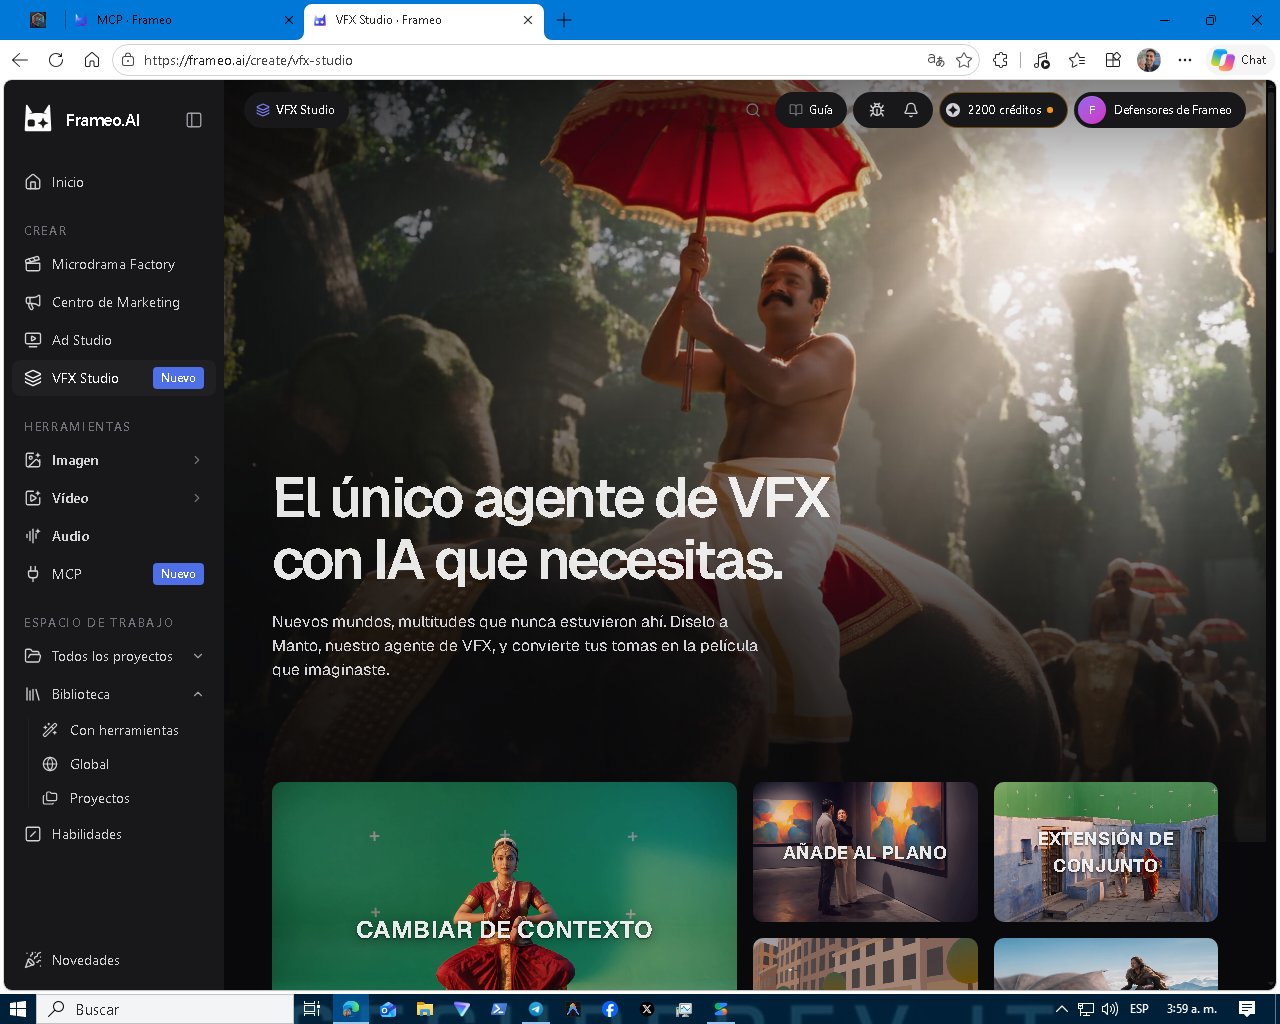 MCP · Frameo
VFX Studio · Frameo
https://frameo.ai/create/vfx-studio
Chat
Frameo.AI
VFX Studio
Guía
2200 créditos
F
Defensores de Frameo
Inicio
CREAR
Microdrama Factory
Centro de Marketing
Ad Studio
VFX Studio
Nuevo
HERRAMIENTAS
Imagen
Vídeo
Audio
MCP
Nuevo
ESPACIO DE TRABAJO
Todos los proyectos
Biblioteca
Con herramientas
Global
Proyectos
Habilidades
Novedades
El único agente de VFX
con IA que necesitas.
Nuevos mundos, multitudes que nunca estuvieron ahí. Díselo a
Manto, nuestro agente de VFX, y convierte tus tomas en la película
que imaginaste.
CAMBIAR DE CONTEXTO
AÑADE AL PLANO
EXTENSIÓN DE
CONJUNTO
Buscar
ESP
3:59 a. m.